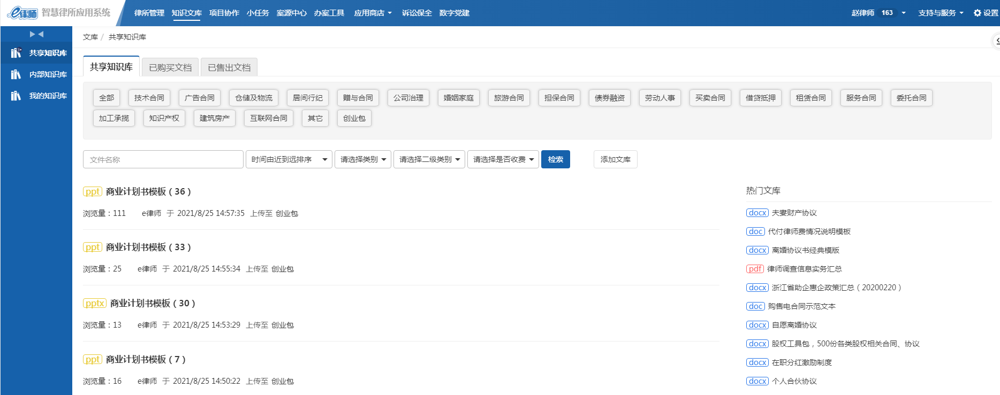 e律师 智慧律所应用系统 律所管理 知识文库 项目协作 小任务 案源中心 办案工具 应用商店 诉讼保全 数字党建 赵律师 163 支持与服务 设置
共享知识库
内部知识库
我的知识库
文库 / 共享知识库
共享知识库 已购买文档 已售出文档
全部 技术合同 广告合同 仓储及物流 居间行纪 赠与合同 公司治理 婚姻家庭 旅游合同 担保合同 债券融资 劳动人事 买卖合同 借贷抵押 租赁合同 服务合同 委托合同
加工承揽 知识产权 建筑房产 互联网合同 其它 创业包
文件名称 时间由近到远排序 请选择类别 请选择二级类别 请选择是否收费 检索 添加文库
ppt 商业计划书模板（36）
浏览量：111 e律师 于 2021/8/25 14:57:35 上传至 创业包
ppt 商业计划书模板（33）
浏览量：25 e律师 于 2021/8/25 14:55:34 上传至 创业包
pptx 商业计划书模板（30）
浏览量：13 e律师 于 2021/8/25 14:53:29 上传至 创业包
ppt 商业计划书模板（7）
浏览量：16 e律师 于 2021/8/25 14:50:22 上传至 创业包
热门文库
docx 夫妻财产协议
doc 代付律师费情况说明模板
docx 离婚协议书经典模版
pdf 律师调查信息实务汇总
docx 浙江省助企惠企政策汇总（20200220）
doc 购售电合同示范文本
docx 自愿离婚协议
docx 股权工具包，500份各类股权相关合同、协议
docx 在职分红激励制度
docx 个人合伙协议